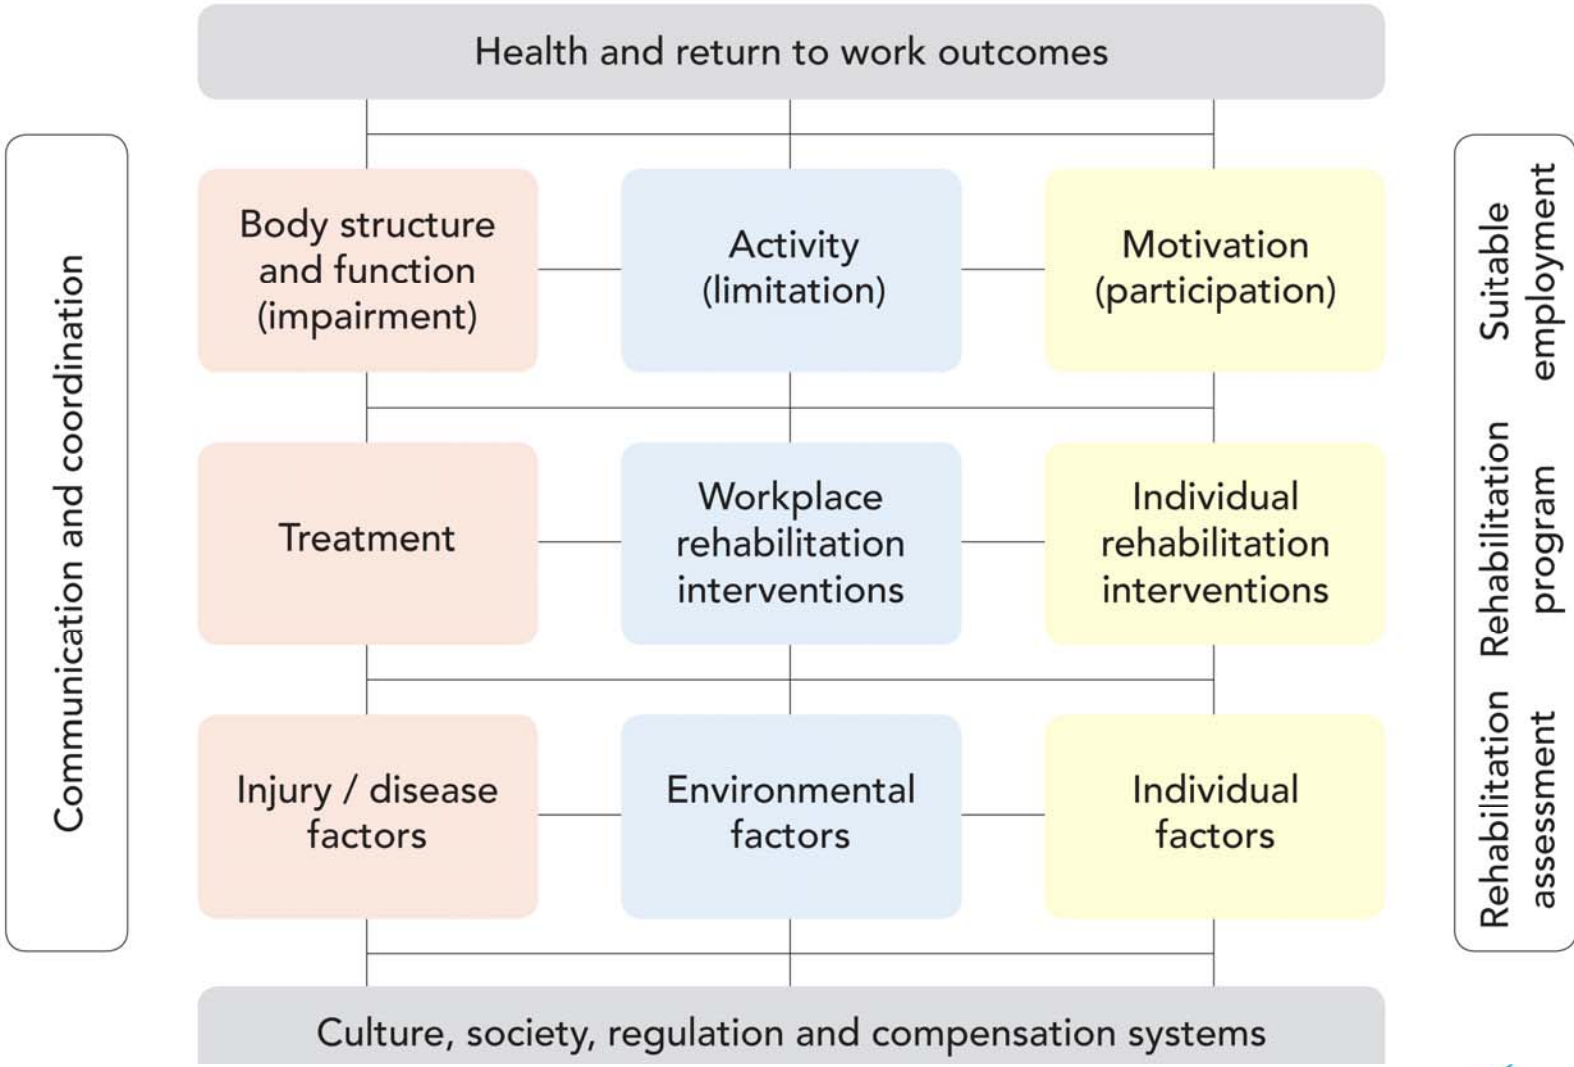 Health and return to work outcomes
Communication and coordination
Body structure
and function
(impairment)
Activity
(limitation)
Motivation
(participation)
Suitable
employment
Treatment
Workplace
rehabilitation
interventions
Individual
rehabilitation
interventions
Rehabilitation
program
Injury / disease
factors
Environmental
factors
Individual
factors
Rehabilitation
assessment
Culture, society, regulation and compensation systems